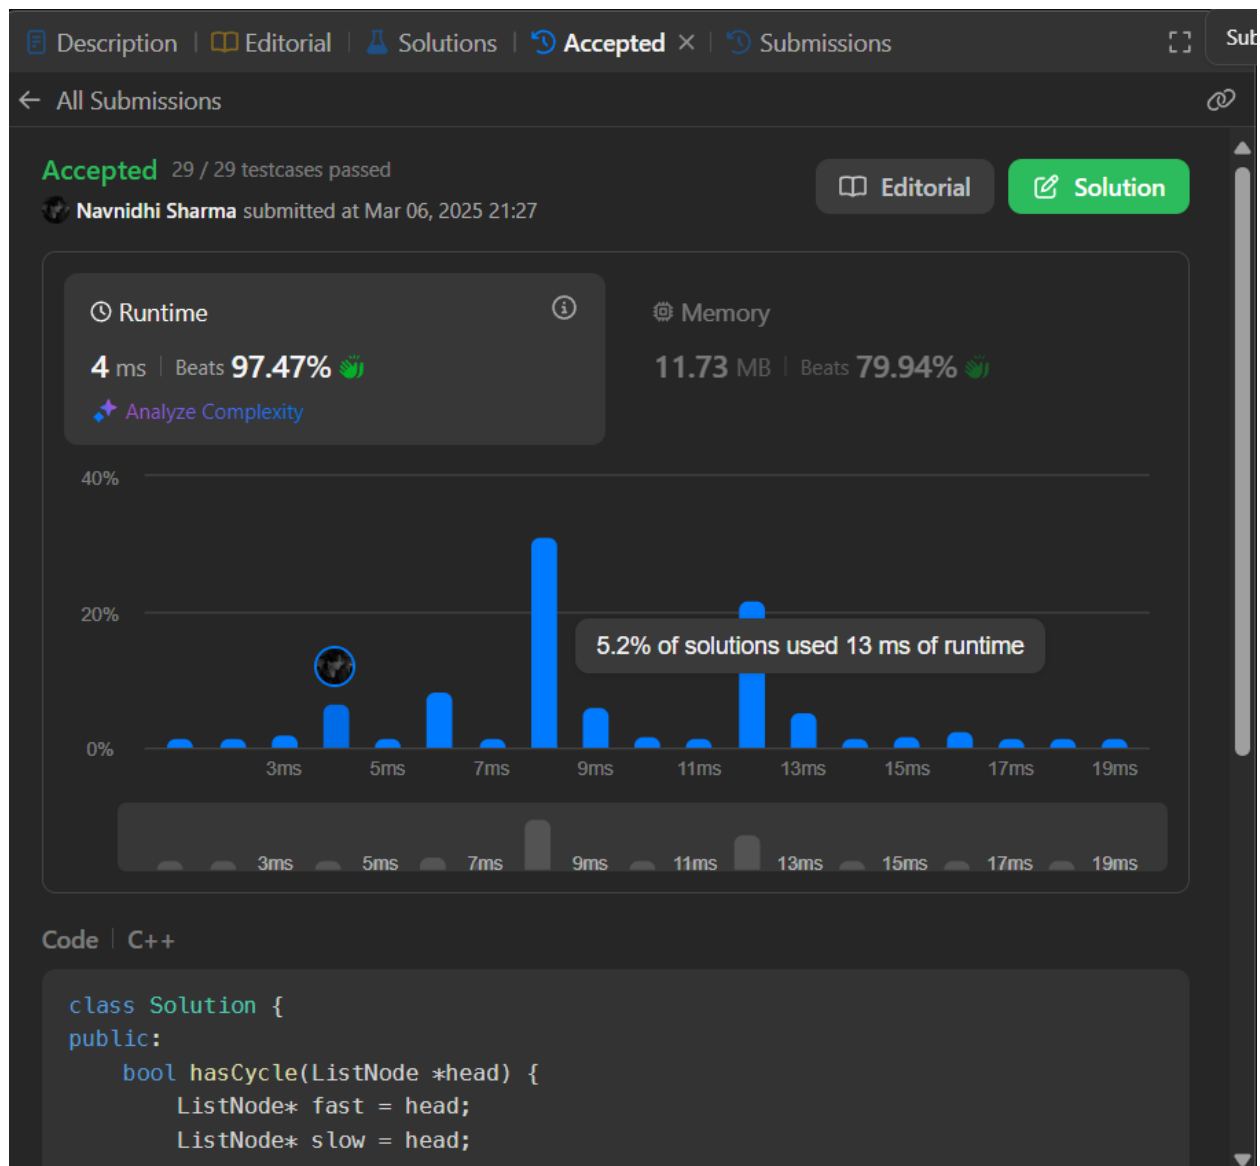 Description | Editorial | Solutions | Accepted × | Submissions
Sub
← All Submissions
Accepted 29 / 29 testcases passed
Navnidhi Sharma submitted at Mar 06, 2025 21:27
Editorial
Solution
Runtime
4 ms | Beats 97.47%
Analyze Complexity
Memory
11.73 MB | Beats 79.94%
40%
20%
0%
5.2% of solutions used 13 ms of runtime
3ms 5ms 7ms 9ms 11ms 13ms 15ms 17ms 19ms
3ms 5ms 7ms 9ms 11ms 13ms 15ms 17ms 19ms
Code | C++
class Solution {
public:
    bool hasCycle(ListNode *head) {
        ListNode* fast = head;
        ListNode* slow = head;